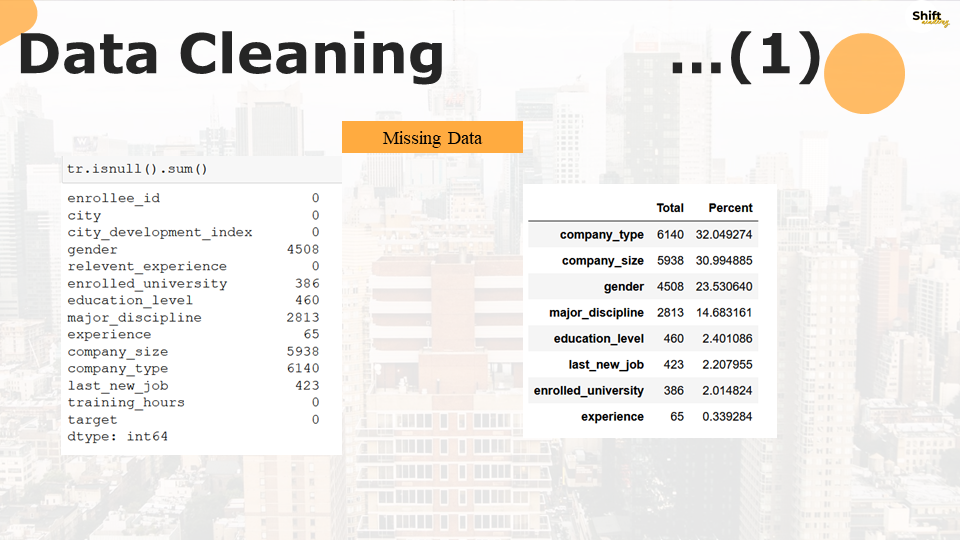 Shift
academy
Data Cleaning ...(1)
Missing Data
tr.isnull().sum()
enrollee_id 0
city 0
city_development_index 0
gender 4508
relevent_experience 0
enrolled_university 386
education_level 460
major_discipline 2813
experience 65
company_size 5938
company_type 6140
last_new_job 423
training_hours 0
target 0
dtype: int64
Total Percent
company_type 6140 32.049274
company_size 5938 30.994885
gender 4508 23.530640
major_discipline 2813 14.683161
education_level 460 2.401086
last_new_job 423 2.207955
enrolled_university 386 2.014824
experience 65 0.339284